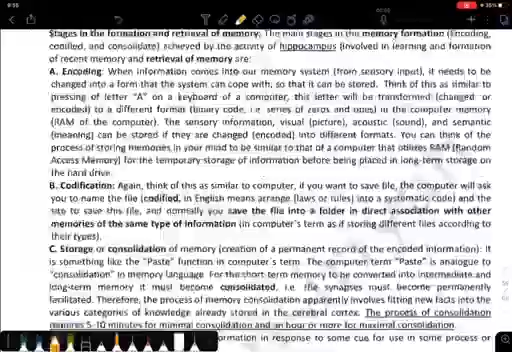 9:55
36%
Stages in the formation and retrieval of memory: The main stages in the memory formation (Encoding,
codified, and consolidate) achieved by the activity of hippocampus (involved in learning and formation
of recent memory and retrieval of memory are:
A. Encoding: When information comes into our memory system (from sensory input), it needs to be
changed into a form that the system can cope with, so that it can be stored. Think of this as similar to
pressing of letter "A" on a keyboard of a computer, this letter will be transformed (changed or
encoded) to a different format (binary code, i.e. series of zeros and ones) in the computer memory
(RAM of the computer). The sensory information, visual (picture), acoustic (sound), and semantic
(meaning) can be stored if they are changed (encoded) into different formats. You can think of the
process of storing memories in your mind to be similar to that of a computer that utilizes RAM (Random
Access Memory) for the temporary storage of information before being placed in long-term storage on
the hard drive.
B. Codification: Again, think of this as similar to computer, if you want to save file, the computer will ask
you to name the file (codified, in English means arrange (laws or rules) into a systematic code) and the
site to save this file, and normally you save the file into a folder in direct association with other
memories of the same type of information (in computer's term as if storing different files according to
their types).
C. Storage or consolidation of memory (creation of a permanent record of the encoded information): It
is something like the "Paste" function in computer's term. The computer term "Paste" is analogue to
"consolidation" in memory language. For the short term memory to be converted into intermediate and
long-term memory it must become consolidated, i.e. the synapses must become permanently
facilitated. Therefore, the process of memory consolidation apparently involves fitting new facts into the
various categories of knowledge already stored in the cerebral cortex. The process of consolidation
requires 5-10 minutes for minimal consolidation and an hour or more for maximal consolidation.
ormation in response to some cue for use in some process or